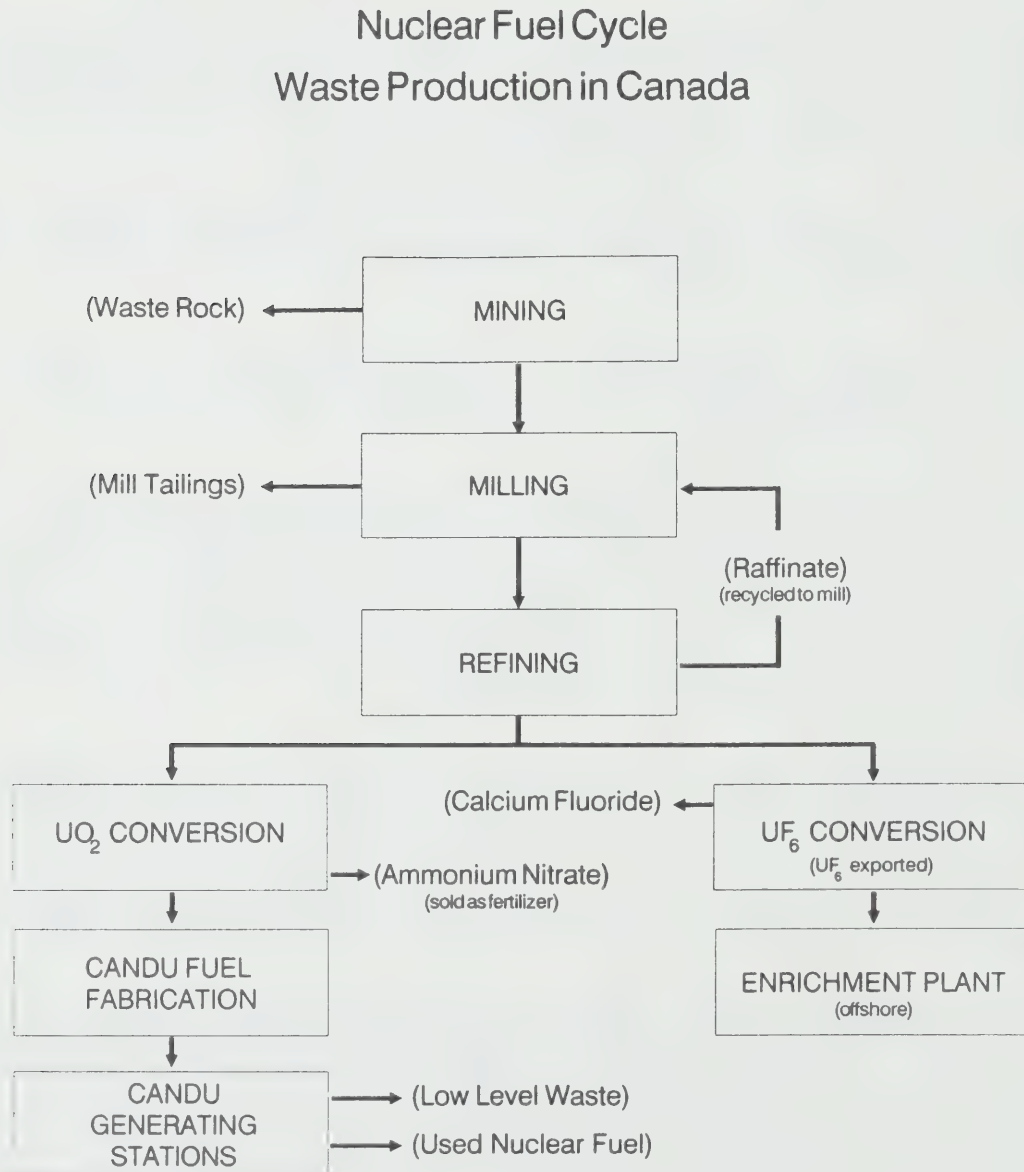 Nuclear Fuel Cycle
Waste Production in Canada
(Waste Rock)
MINING
(Mill Tailings)
MILLING
(Raffinate)
(recycled to mill)
REFINING
UO₂ CONVERSION
(Calcium Fluoride)
UF₆ CONVERSION
(UF₆ exported)
(Ammonium Nitrate)
(sold as fertilizer)
CANDU FUEL
FABRICATION
ENRICHMENT PLANT
(offshore)
CANDU
GENERATING
STATIONS
(Low Level Waste)
(Used Nuclear Fuel)